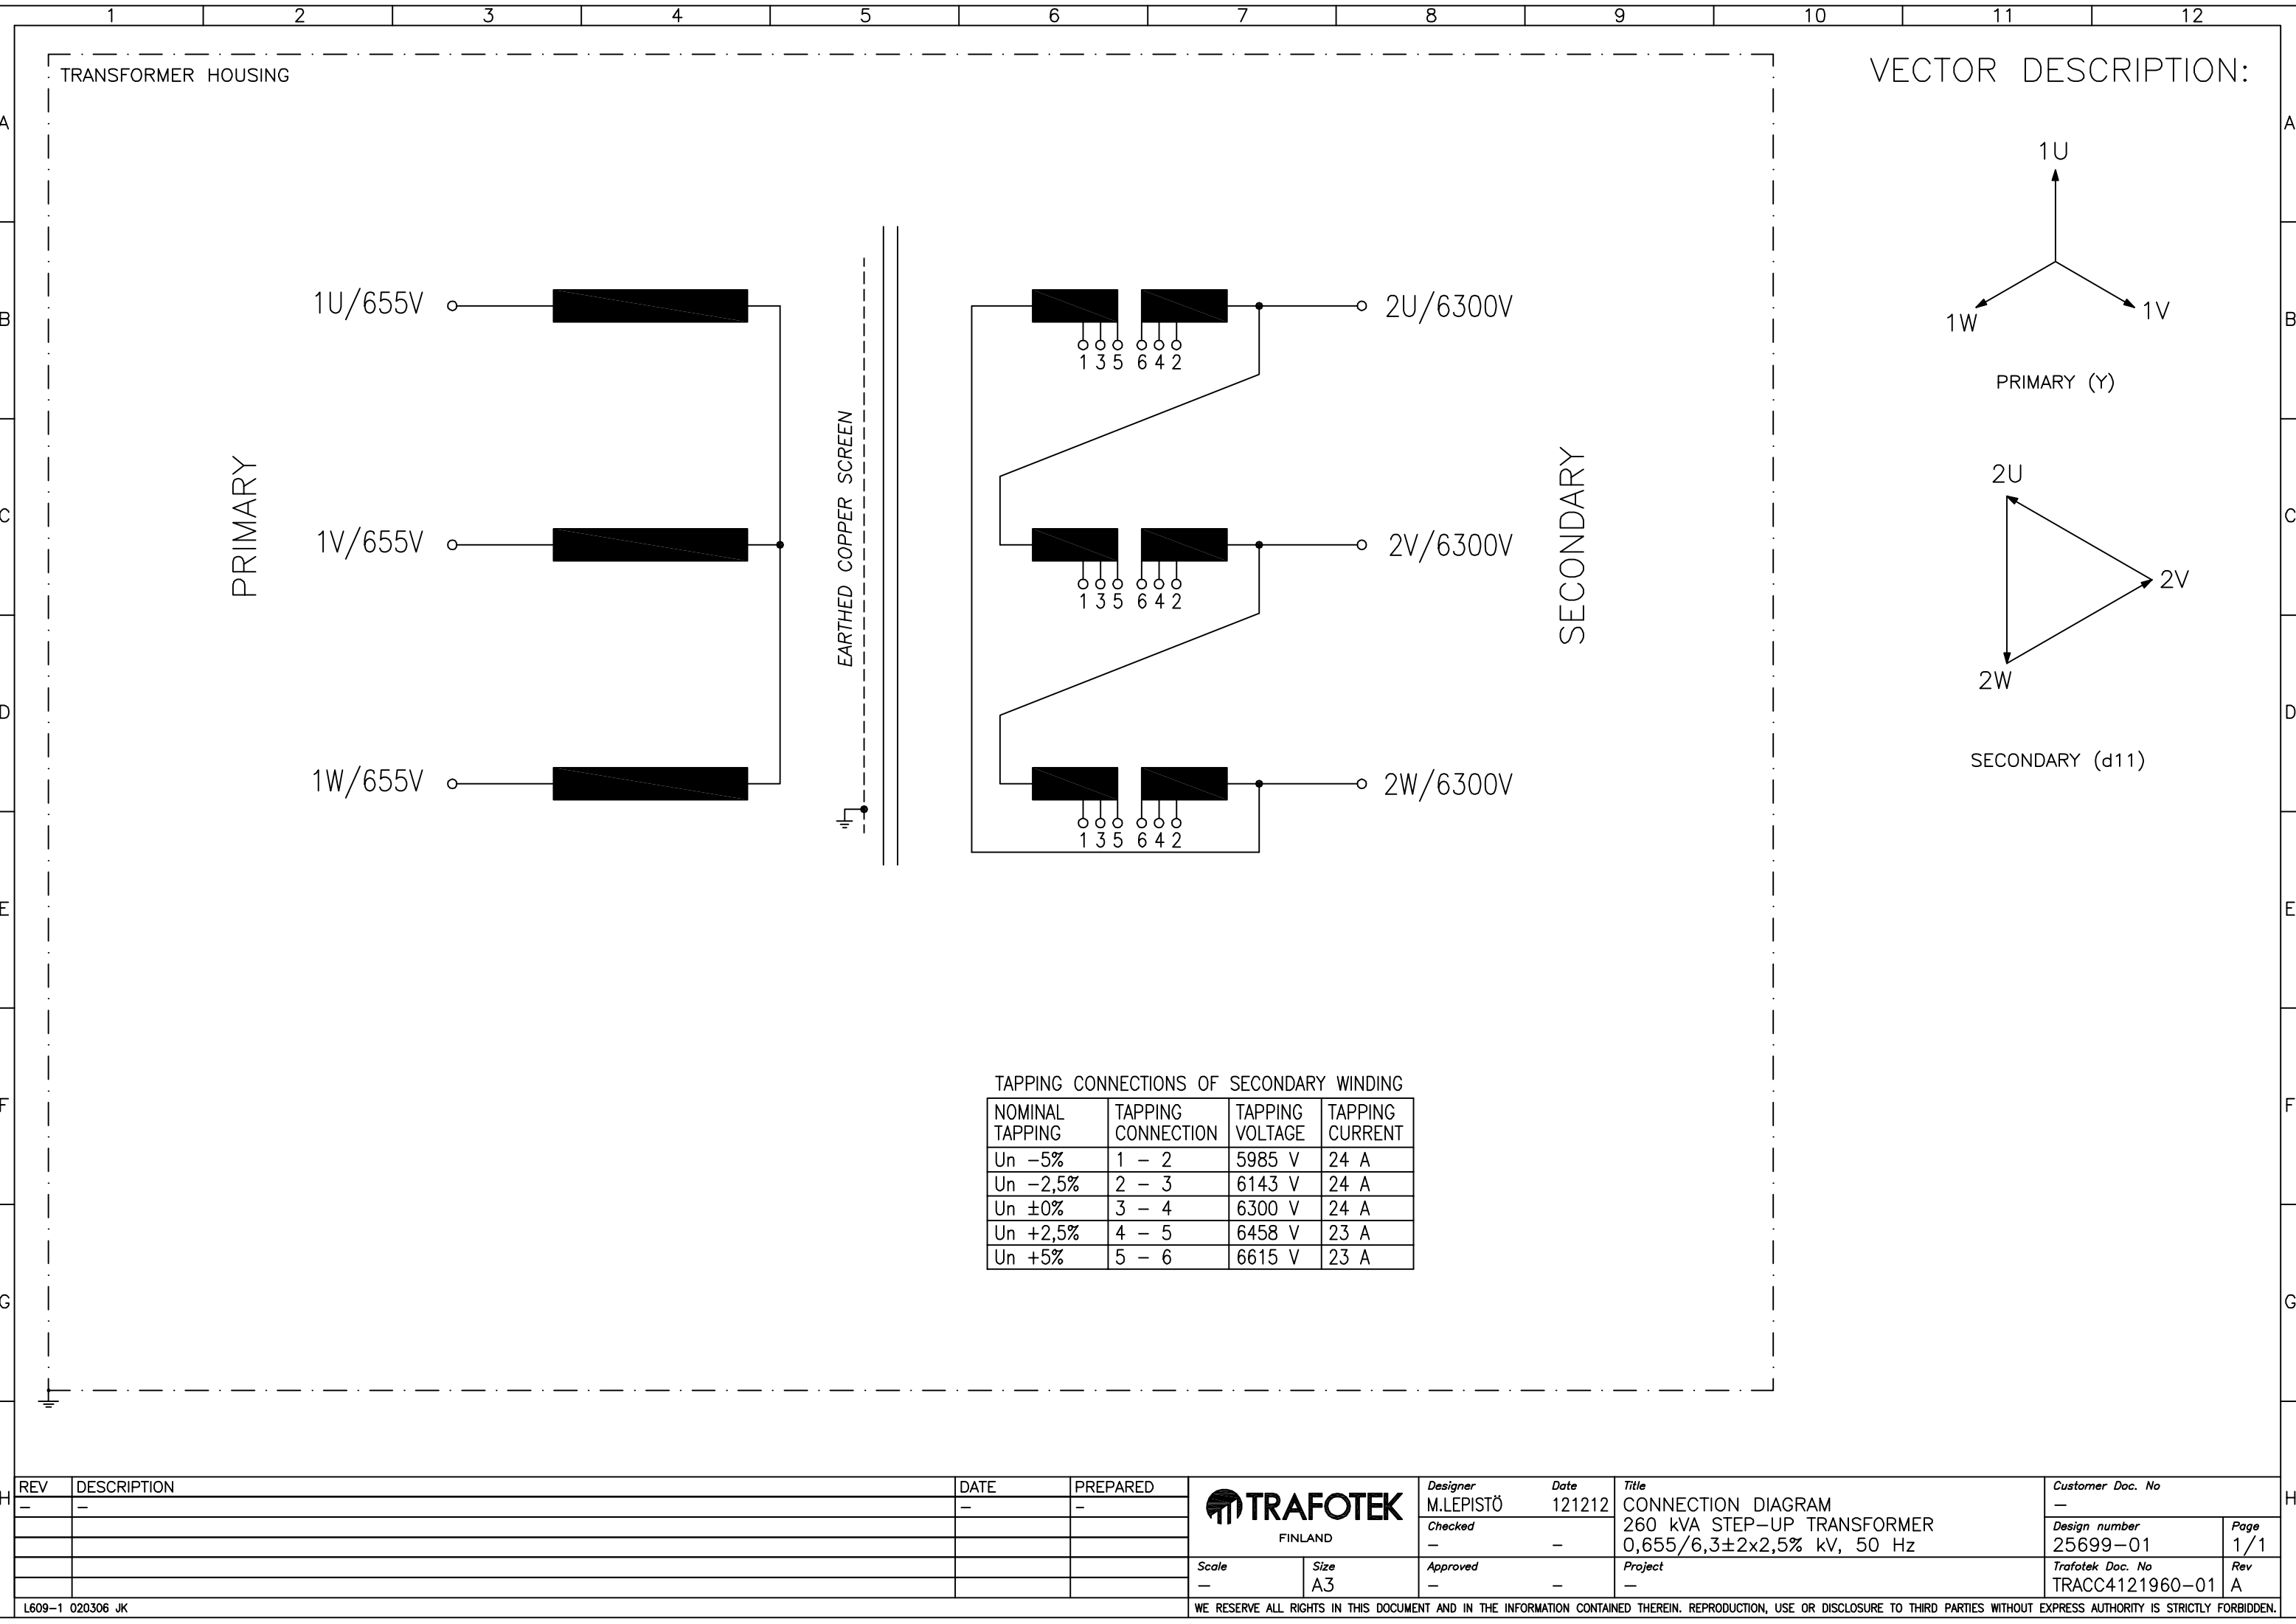 1 2 3 4 5 6 7 8 9 10 11 12
TRANSFORMER HOUSING
VECTOR DESCRIPTION:
A A
1U
1W
1V
PRIMARY (Y)
B B
1U/655V
1 3 5 6 4 2
2U/6300V
PRIMARY
EARTHED COPPER SCREEN
SECONDARY
C C
1V/655V
1 3 5 6 4 2
2V/6300V
2U
2V
2W
D D
SECONDARY (d11)
1W/655V
1 3 5 6 4 2
2W/6300V
E E
TAPPING CONNECTIONS OF SECONDARY WINDING
F F
NOMINAL TAPPING TAPPING TAPPING
TAPPING CONNECTION VOLTAGE CURRENT
Un −5% 1 − 2 5985 V 24 A
Un −2,5% 2 − 3 6143 V 24 A
Un ±0% 3 − 4 6300 V 24 A
Un +2,5% 4 − 5 6458 V 23 A
Un +5% 5 − 6 6615 V 23 A
G G
H H
REV DESCRIPTION DATE PREPARED
− − − −
TRAFOTEK
FINLAND
Scale Size
− A3
Designer Date
M.LEPISTÖ 121212
Checked
− −
Approved
− −
Title
CONNECTION DIAGRAM
260 kVA STEP−UP TRANSFORMER
0,655/6,3±2x2,5% kV, 50 Hz
Project
−
Customer Doc. No
−
Design number Page
25699−01 1/1
Trafotek Doc. No Rev
TRACC4121960−01 A
L609−1 020306 JK
WE RESERVE ALL RIGHTS IN THIS DOCUMENT AND IN THE INFORMATION CONTAINED THEREIN. REPRODUCTION, USE OR DISCLOSURE TO THIRD PARTIES WITHOUT EXPRESS AUTHORITY IS STRICTLY FORBIDDEN.